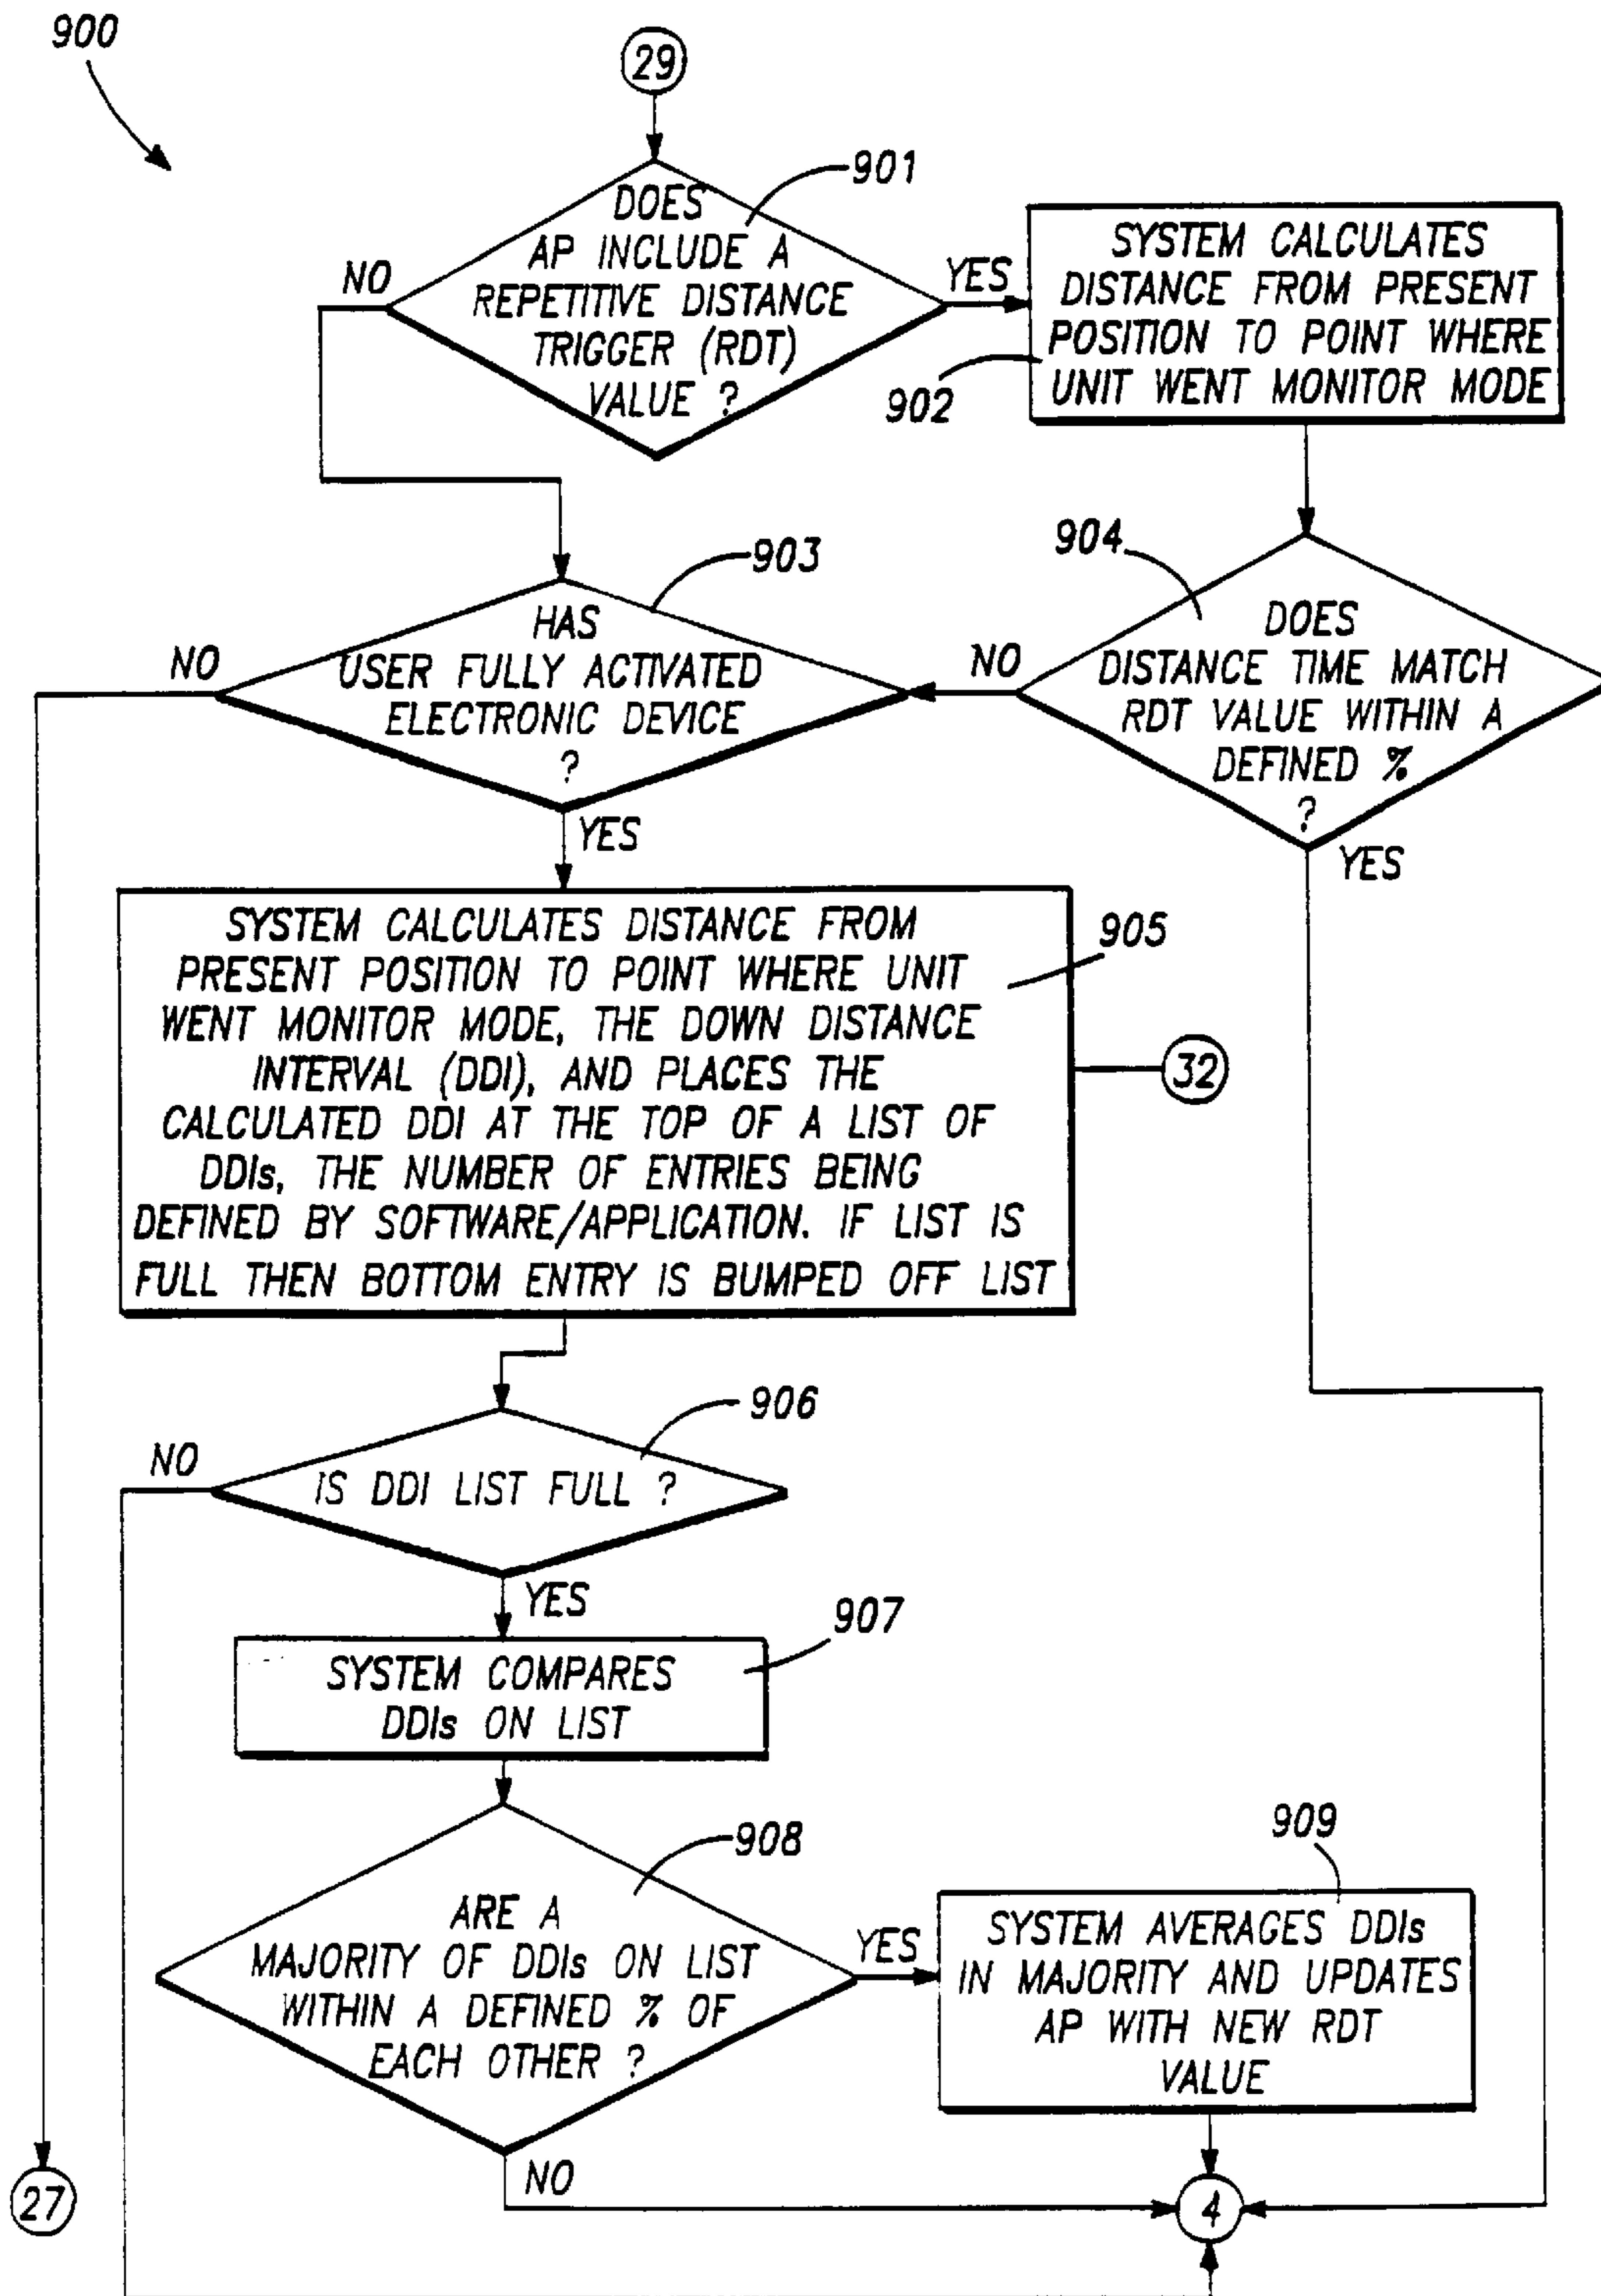 900
29
901
DOES
AP INCLUDE A
REPETITIVE DISTANCE
TRIGGER (RDT)
VALUE ?
NO
YES
SYSTEM CALCULATES
DISTANCE FROM PRESENT
POSITION TO POINT WHERE
UNIT WENT MONITOR MODE
902
903
HAS
USER FULLY ACTIVATED
ELECTRONIC DEVICE
?
NO
YES
904
DOES
DISTANCE TIME MATCH
RDT VALUE WITHIN A
DEFINED %
?
NO
YES
SYSTEM CALCULATES DISTANCE FROM
PRESENT POSITION TO POINT WHERE UNIT
WENT MONITOR MODE, THE DOWN DISTANCE
INTERVAL (DDI), AND PLACES THE
CALCULATED DDI AT THE TOP OF A LIST OF
DDIs, THE NUMBER OF ENTRIES BEING
DEFINED BY SOFTWARE/APPLICATION. IF LIST IS
FULL THEN BOTTOM ENTRY IS BUMPED OFF LIST
905
32
906
NO
IS DDI LIST FULL ?
YES
907
SYSTEM COMPARES
DDIs ON LIST
908
ARE A
MAJORITY OF DDIs ON LIST
WITHIN A DEFINED % OF
EACH OTHER ?
YES
NO
909
SYSTEM AVERAGES DDIs
IN MAJORITY AND UPDATES
AP WITH NEW RDT
VALUE
27
4